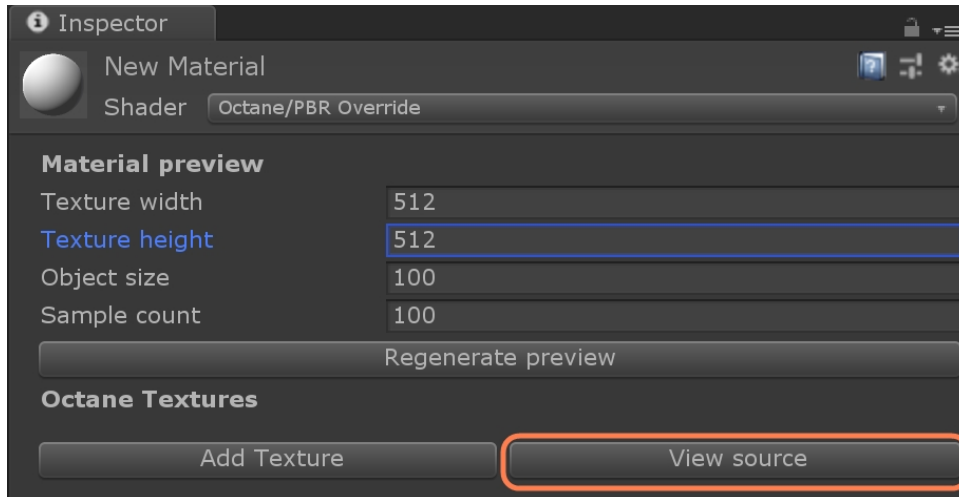 Inspector
New Material
Shader Octane/PBR Override
Material preview
Texture width 512
Texture height 512
Object size 100
Sample count 100
Regenerate preview
Octane Textures
Add Texture View source